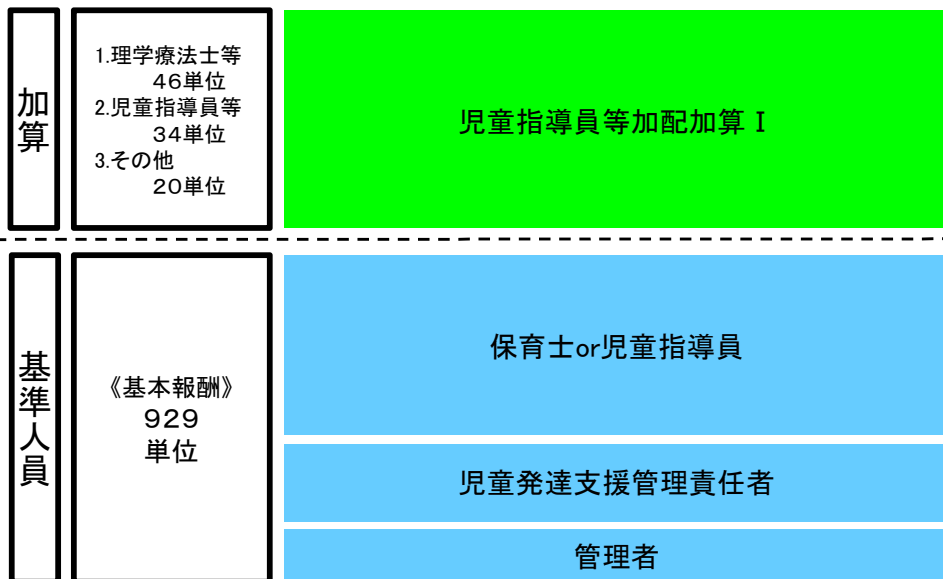 加算
1.理学療法士等
46単位
2.児童指導員等
34単位
3.その他
20単位
児童指導員等加配加算Ⅰ
基準人員
《基本報酬》
929
単位
保育士or児童指導員
児童発達支援管理責任者
管理者